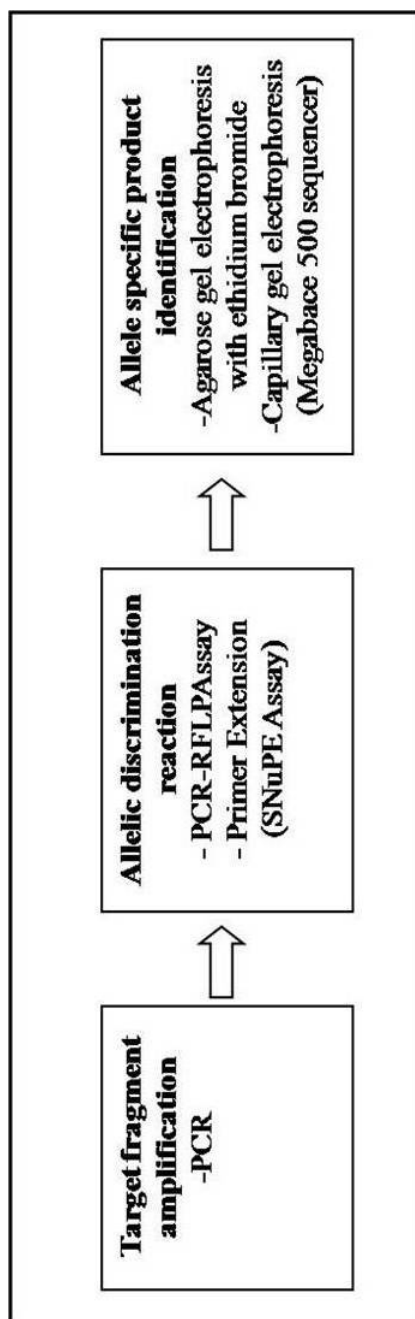 Target fragment
amplification
-PCR
Allelic discrimination
reaction
- PCR-RFLPAssay
- Primer Extension
(SNuPE Assay)
Allele specific product
identification
-Agarose gel electrophoresis
with ethidium bromide
-Capillary gel electrophoresis
(Megabace 500 sequencer)